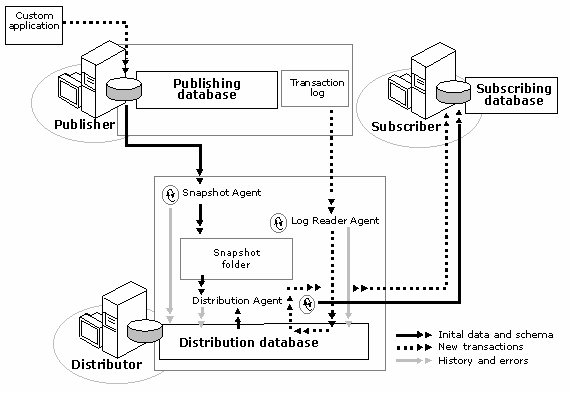 Custom
application
Publishing
database
Transaction
log
Subscribing
database
Publisher
Subscriber
Snapshot Agent
Log Reader Agent
Snapshot
folder
Distribution Agent
Distribution database
Distributor
Inital data and schema
New transactions
History and errors